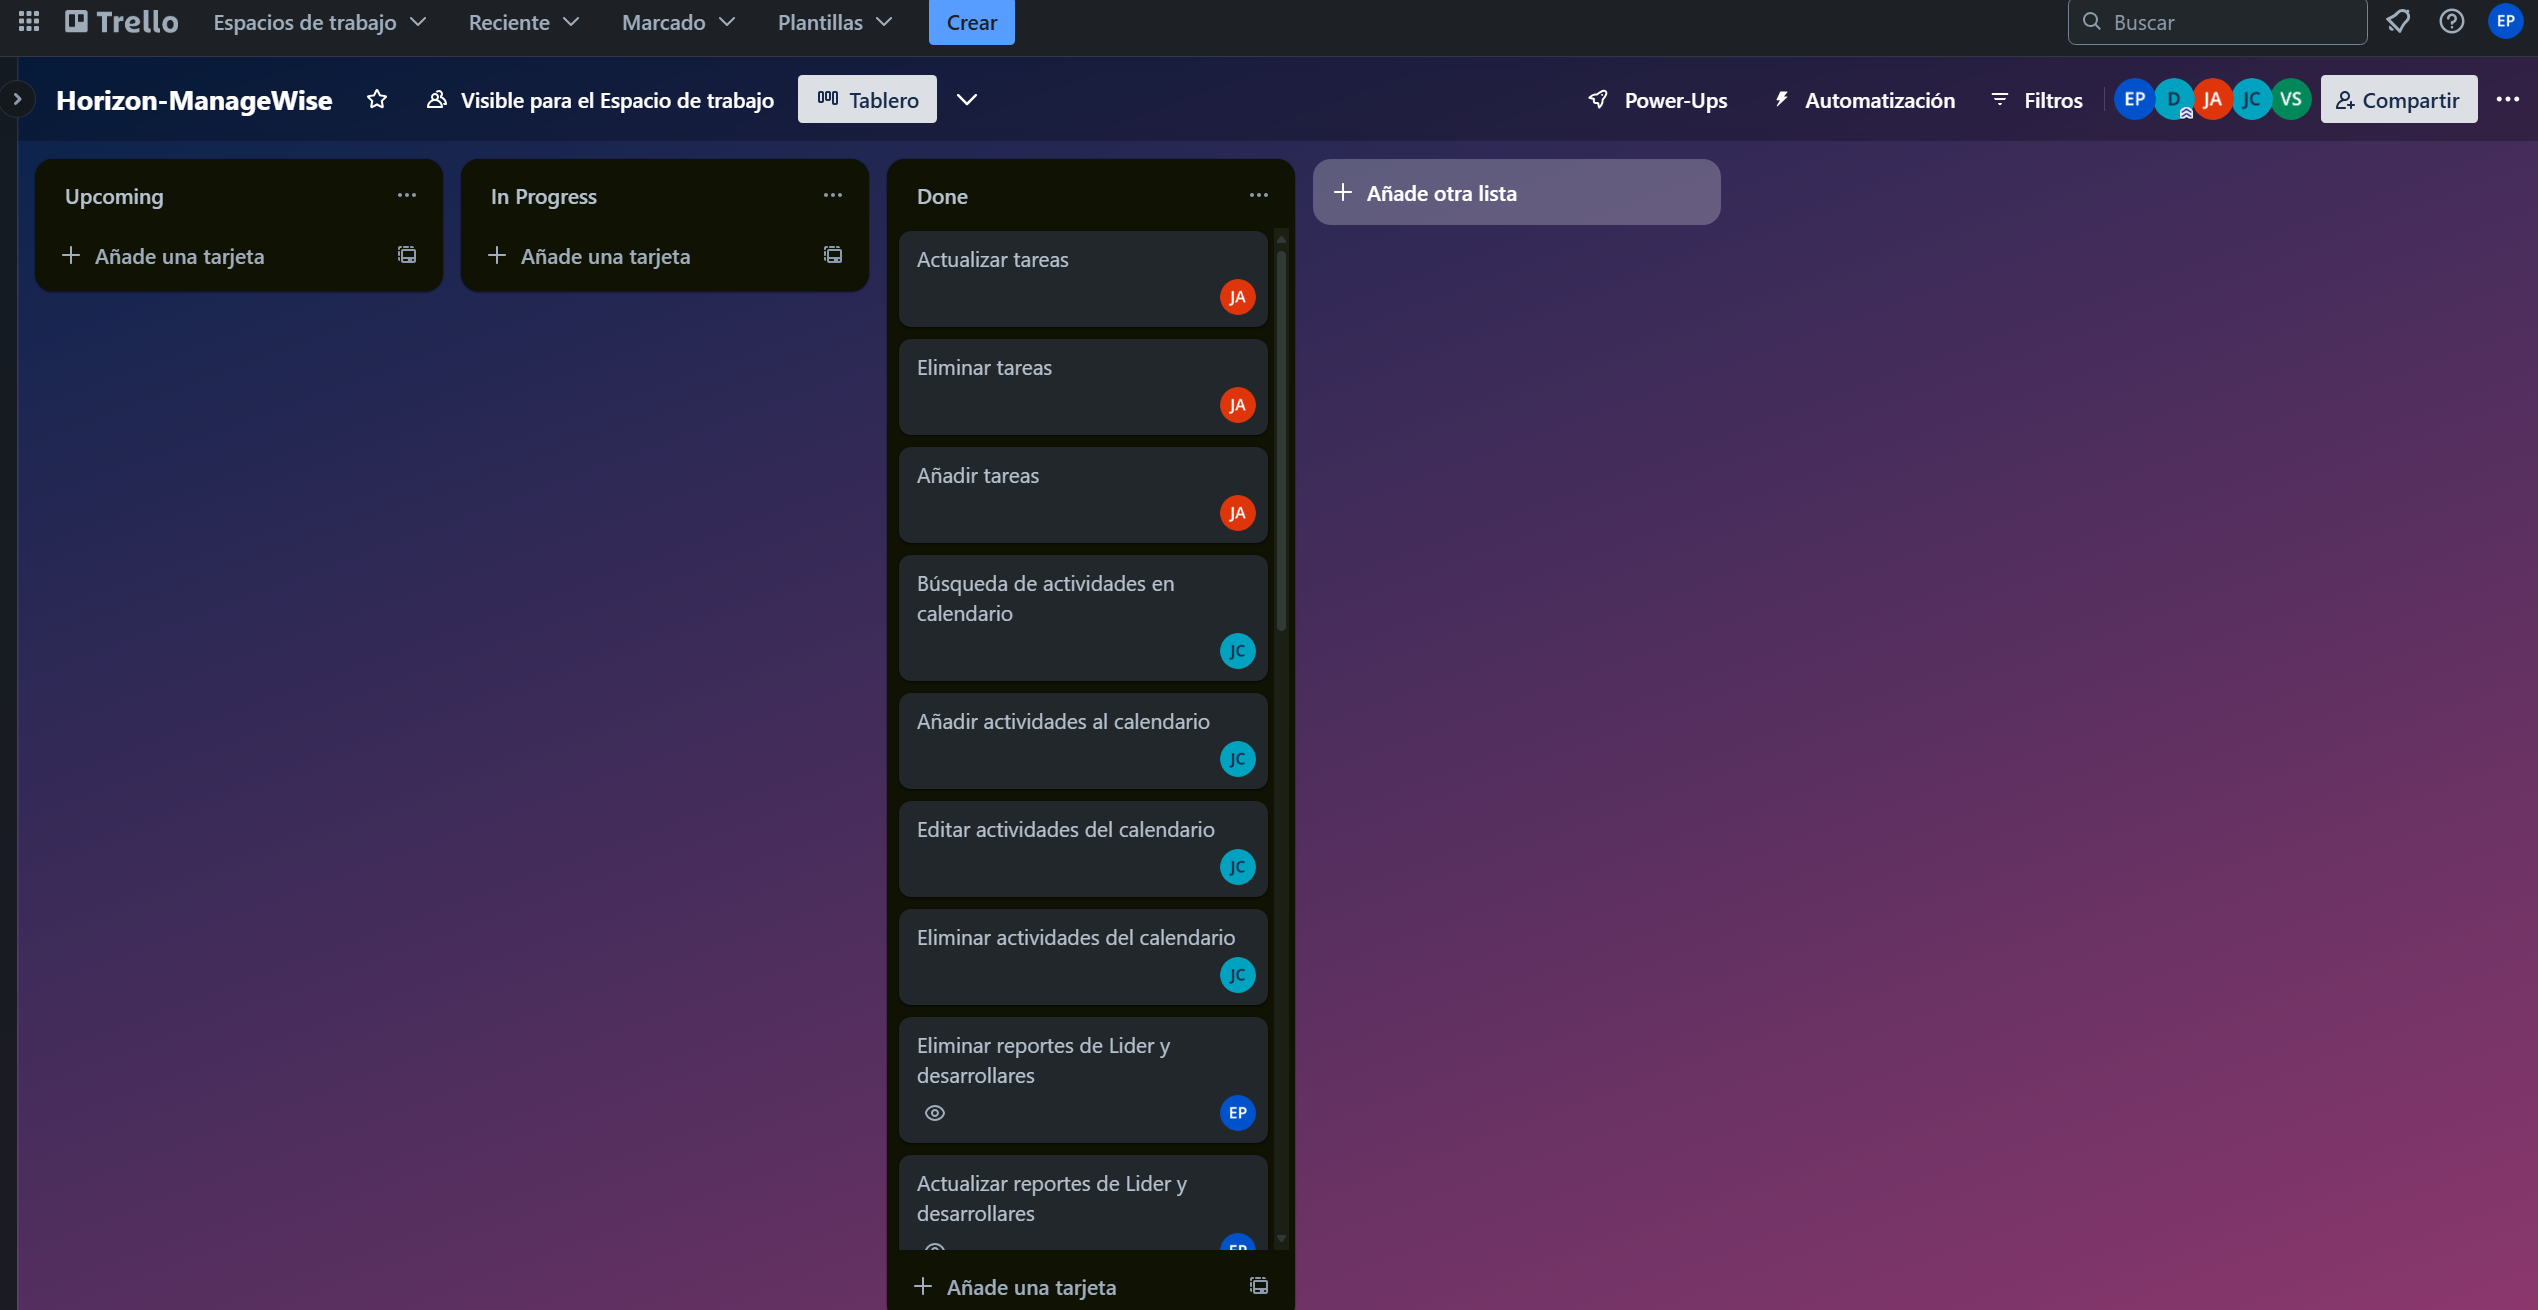 Trello
Espacios de trabajo
Reciente
Marcado
Plantillas
Crear
Buscar
EP
Horizon-ManageWise
Visible para el Espacio de trabajo
Tablero
Power-Ups
Automatización
Filtros
EP
D
JA
JC
VS
Compartir
Upcoming
Añade una tarjeta
In Progress
Añade una tarjeta
Done
Actualizar tareas
JA
Eliminar tareas
JA
Añadir tareas
JA
Búsqueda de actividades en
calendario
JC
Añadir actividades al calendario
JC
Editar actividades del calendario
JC
Eliminar actividades del calendario
JC
Eliminar reportes de Lider y
desarrollares
EP
Actualizar reportes de Lider y
desarrollares
EP
Añade una tarjeta
Añade otra lista